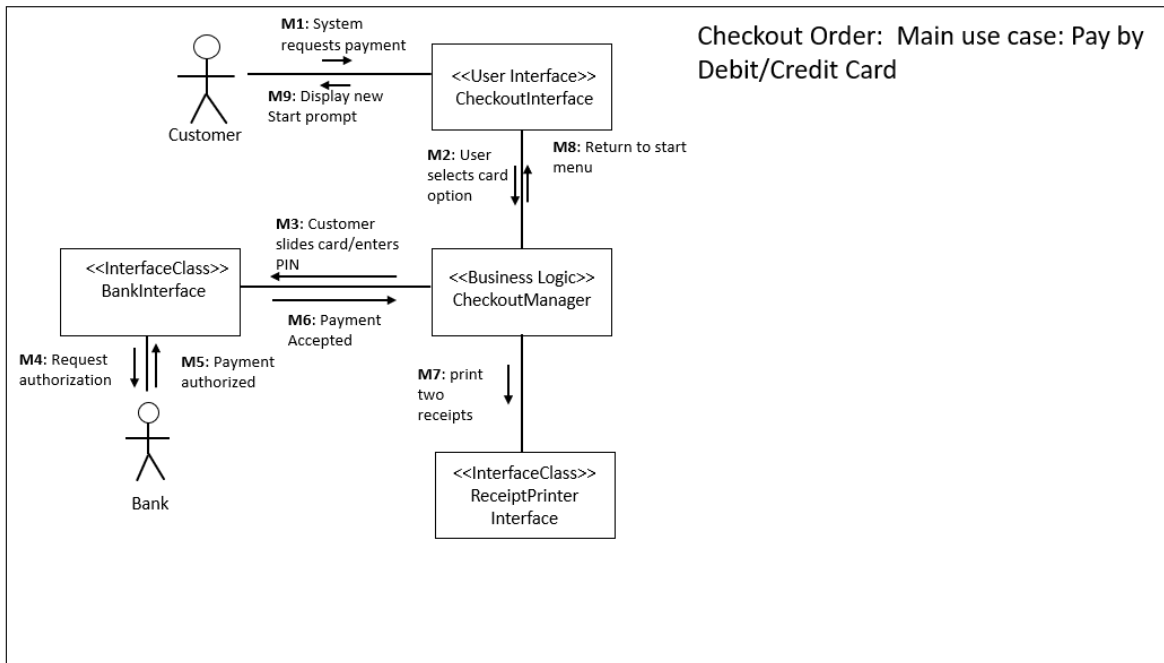 Checkout Order:  Main use case: Pay by
Debit/Credit Card
M1: System
requests payment
<<User Interface>>
CheckoutInterface
M9: Display new
Start prompt
Customer
M2: User
selects card
option
M8: Return to start
menu
M3: Customer
slides card/enters
PIN
<<InterfaceClass>>
BankInterface
<<Business Logic>>
CheckoutManager
M6: Payment
Accepted
M4: Request
authorization
M5: Payment
authorized
M7: print
two
receipts
Bank
<<InterfaceClass>>
ReceiptPrinter
Interface